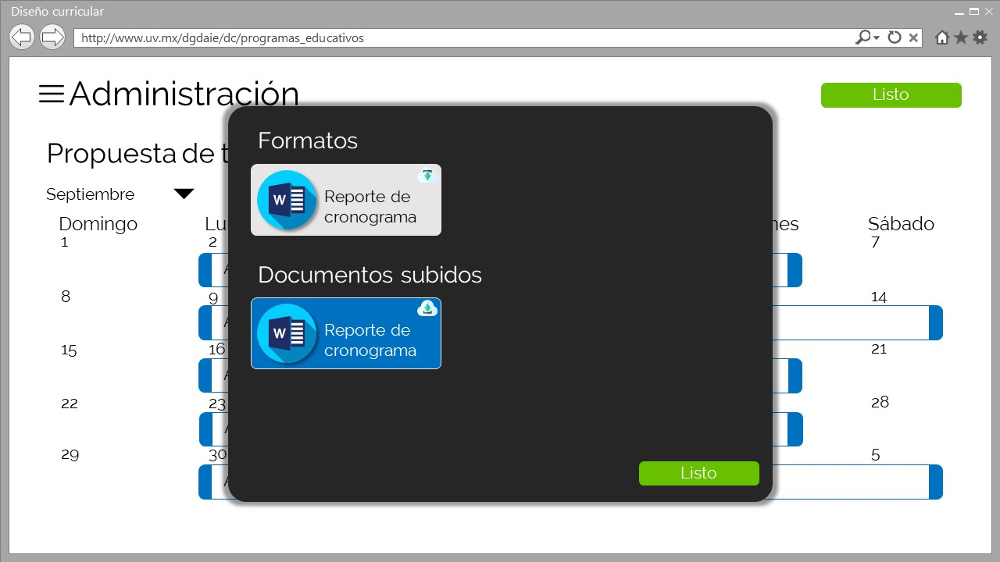 Diseño curricular
http://www.uv.mx/dgdaie/dc/programas_educativos
Administración
Listo
Propuesta de t
Septiembre
Domingo
Lu
nes
Sábado
1
2
7
A
8
9
14
A
15
16
21
A
22
23
28
A
29
30
5
A
Formatos
W
Reporte de
cronograma
Documentos subidos
W
Reporte de
cronograma
Listo